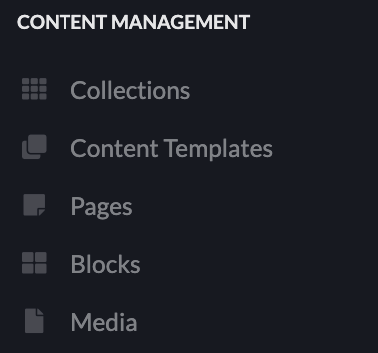 CONTENT MANAGEMENT
Collections
Content Templates
Pages
Blocks
Media